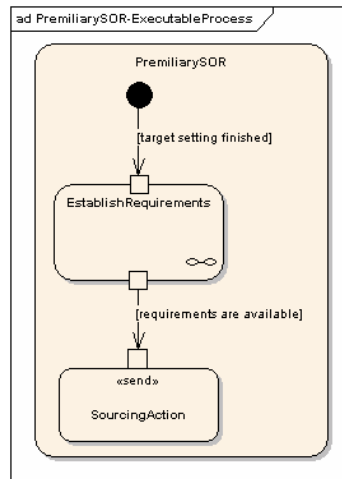 ad PremiliarySOR-ExecutableProcess
PremiliarySOR
[target setting finished]
EstablishRequirements
[requirements are available]
«send»
SourcingAction